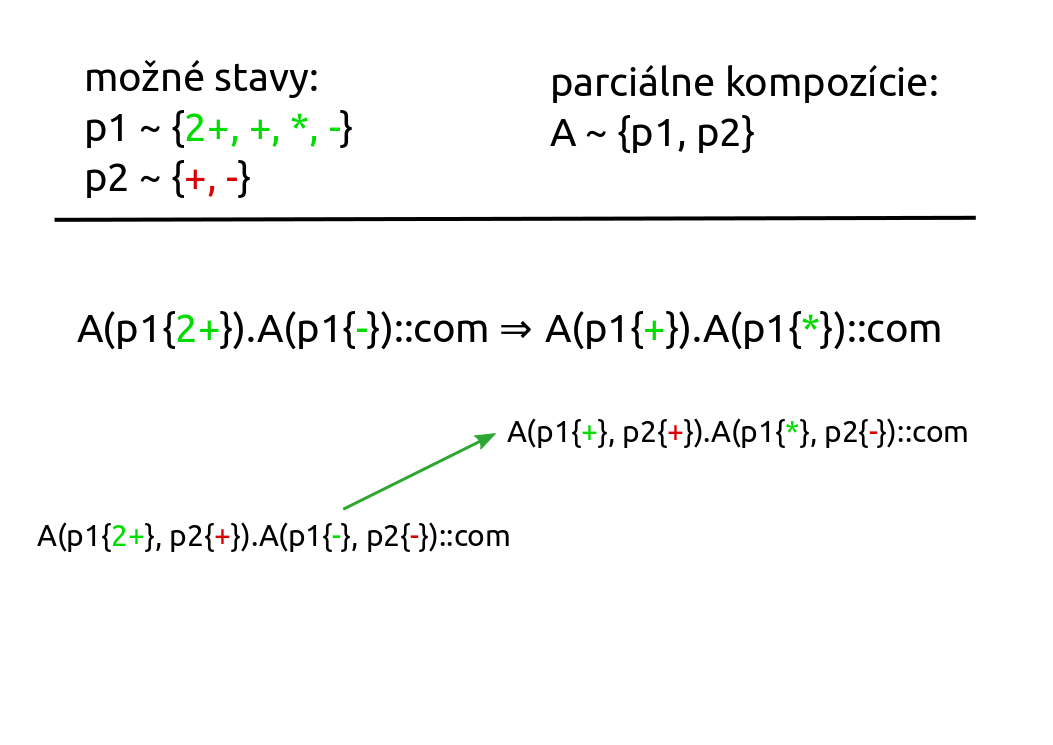 možné stavy:
p1 ~ {2+, +, *, -}
p2 ~ {+, -}
parciálne kompozície:
A ~ {p1, p2}
A(p1{2+}).A(p1{-})::com ⇒ A(p1{+}).A(p1{*})::com
A(p1{+}, p2{+}).A(p1{*}, p2{-})::com
A(p1{2+}, p2{+}).A(p1{-}, p2{-})::com